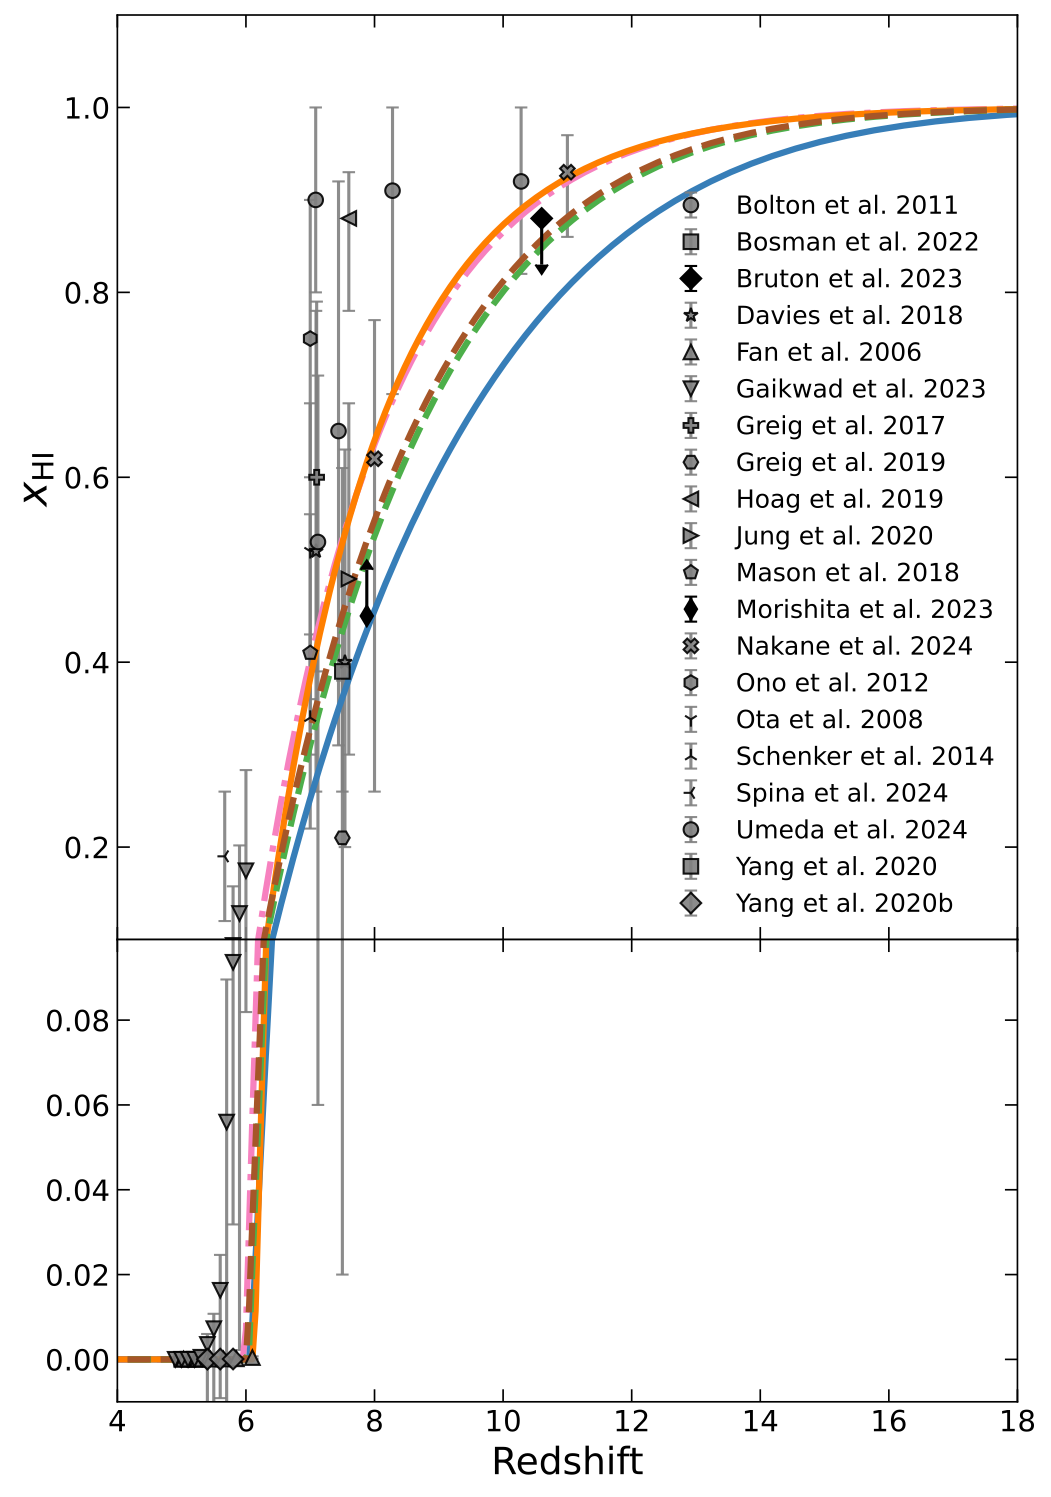 1.0
0.8
0.6
0.4
0.2
xHI
Bolton et al. 2011
Bosman et al. 2022
Bruton et al. 2023
Davies et al. 2018
Fan et al. 2006
Gaikwad et al. 2023
Greig et al. 2017
Greig et al. 2019
Hoag et al. 2019
Jung et al. 2020
Mason et al. 2018
Morishita et al. 2023
Nakane et al. 2024
Ono et al. 2012
Ota et al. 2008
Schenker et al. 2014
Spina et al. 2024
Umeda et al. 2024
Yang et al. 2020
Yang et al. 2020b
0.08
0.06
0.04
0.02
0.00
4 6 8 10 12 14 16 18
Redshift